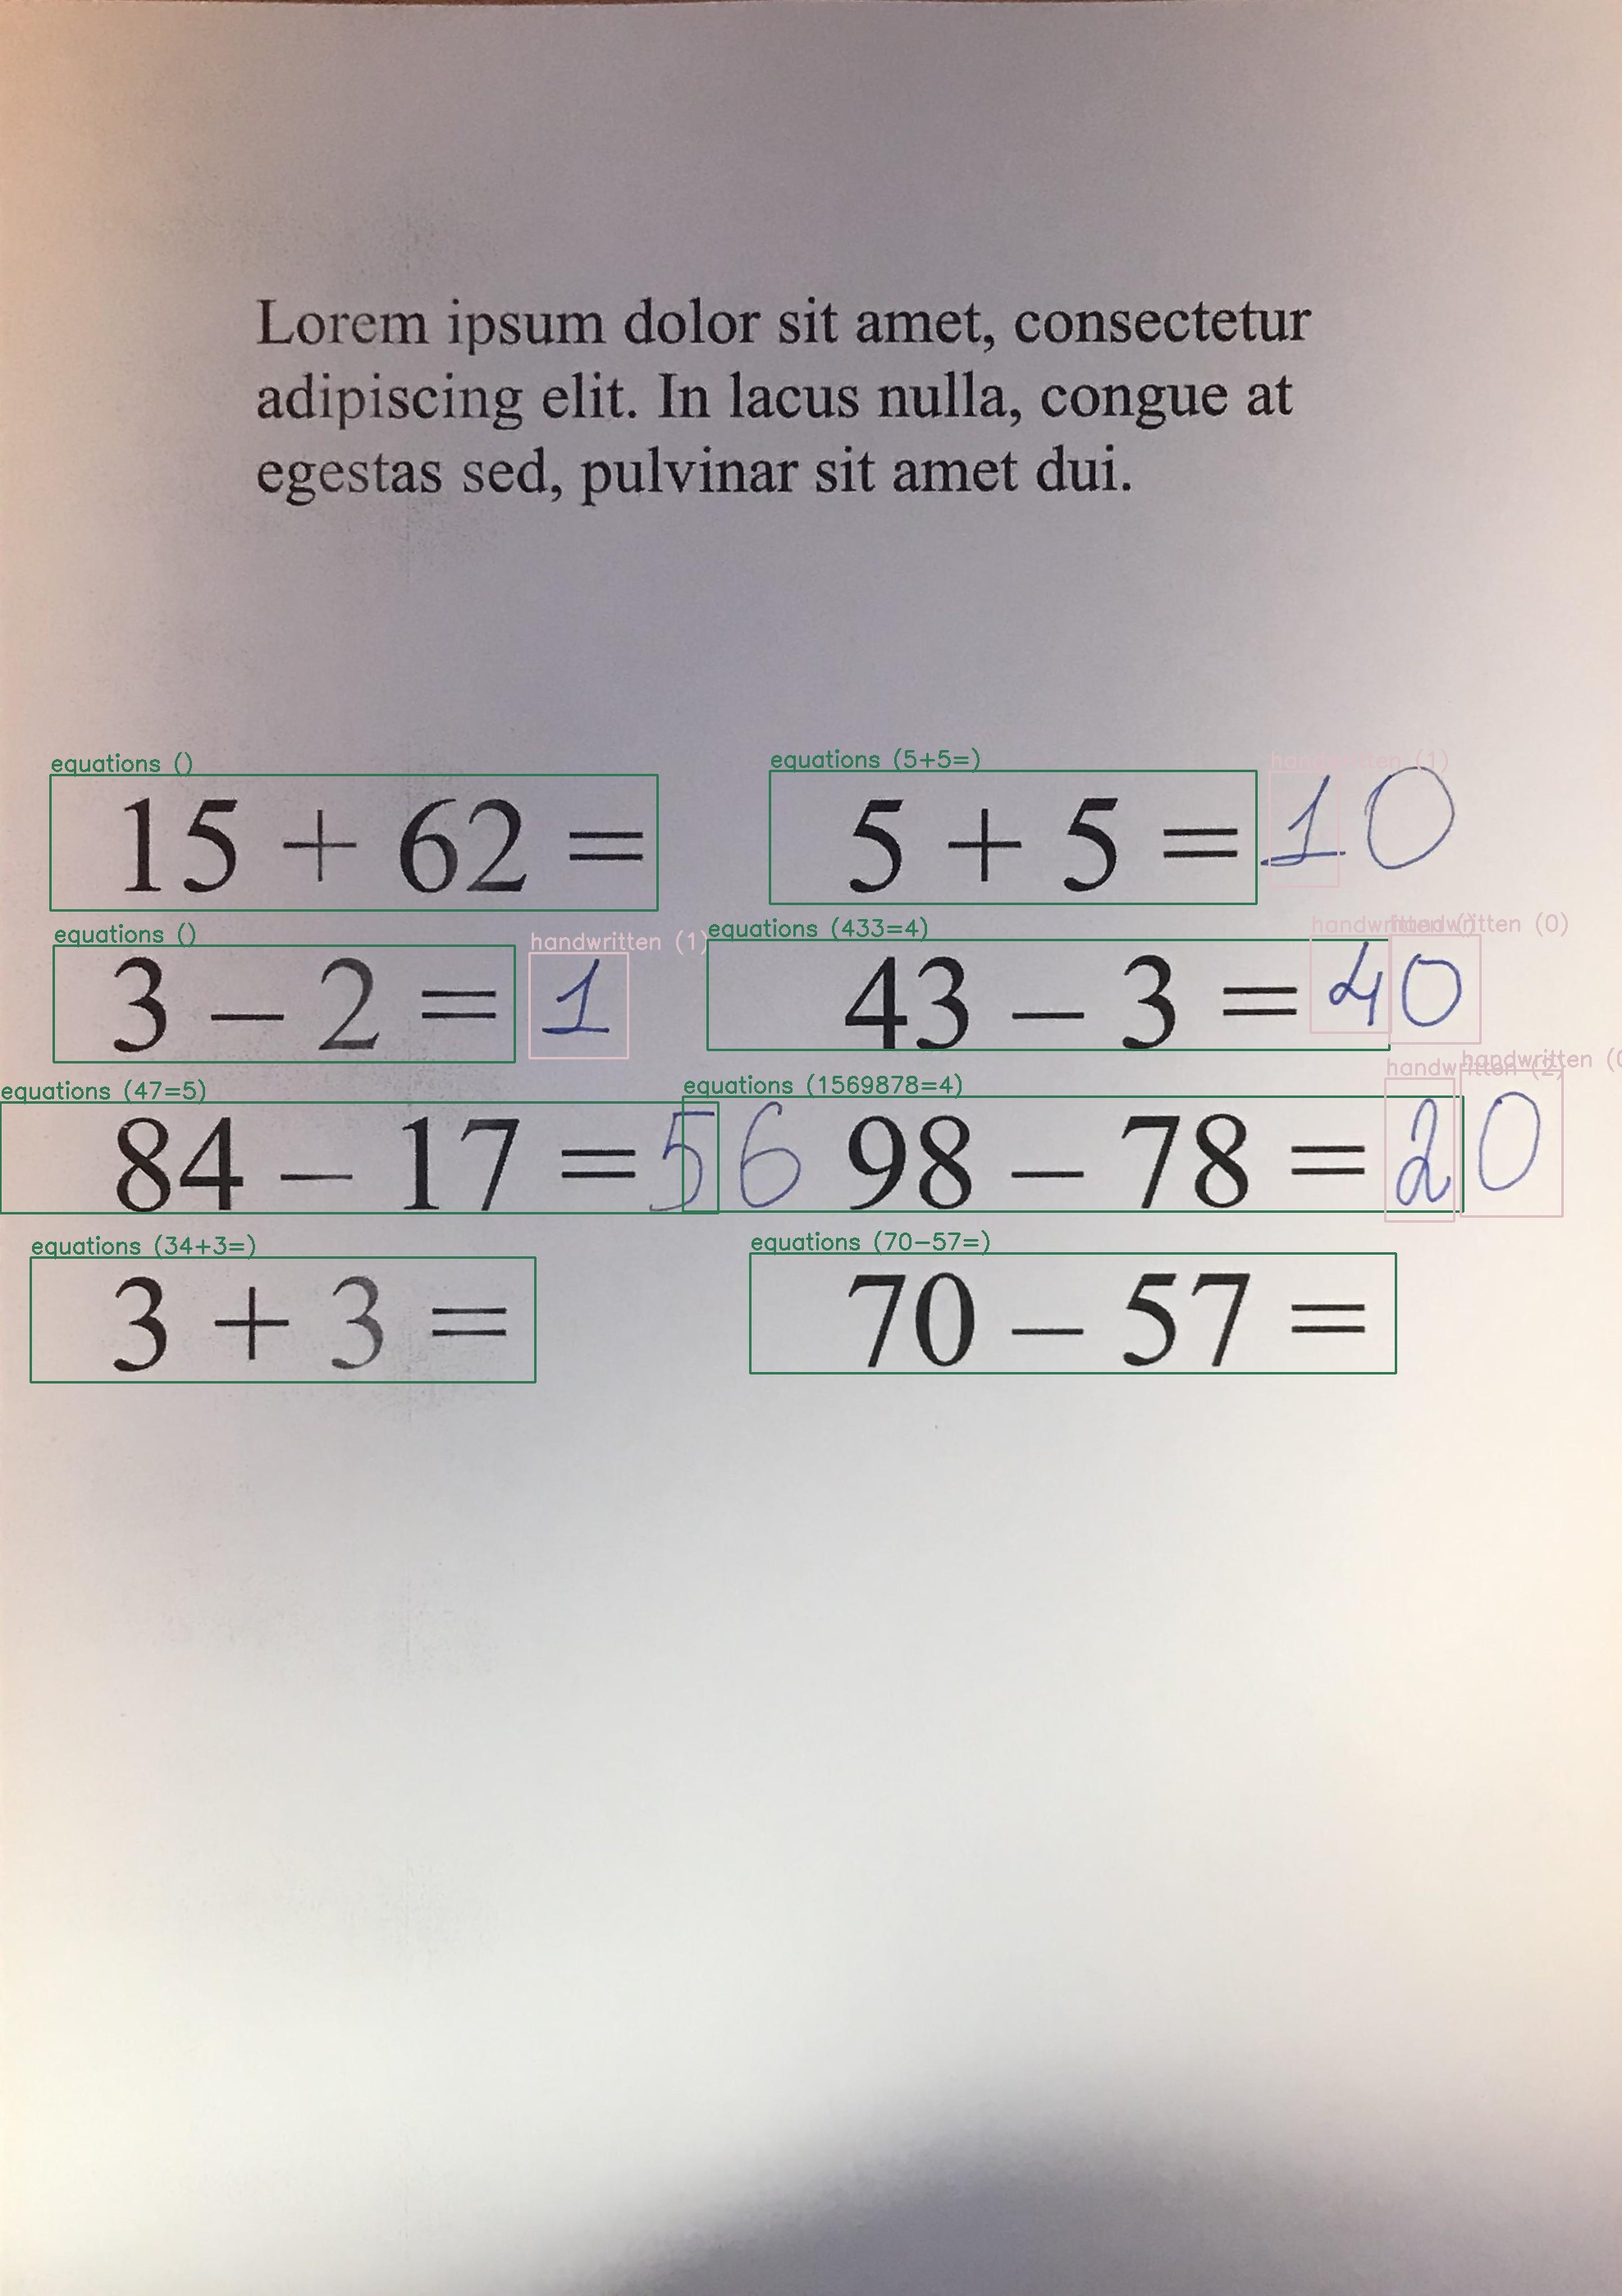 Lorem ipsum dolor sit amet, consectetur
adipiscing elit. In lacus nulla, congue at
egestas sed, pulvinar sit amet dui.
equations () equations (5+5=) handwritten (1)
15 + 62 = 5 + 5 = 10
equations () handwritten (1) equations (433=4) handwritten () handwritten (0)
3 – 2 = 1 43 – 3 = 40
equations (47=5) equations (1569878=4) handwritten (2) handwritten (0
84 – 17 = 56 98 – 78 = 20
equations (34+3=) equations (70-57=)
3 + 3 = 70 – 57 =